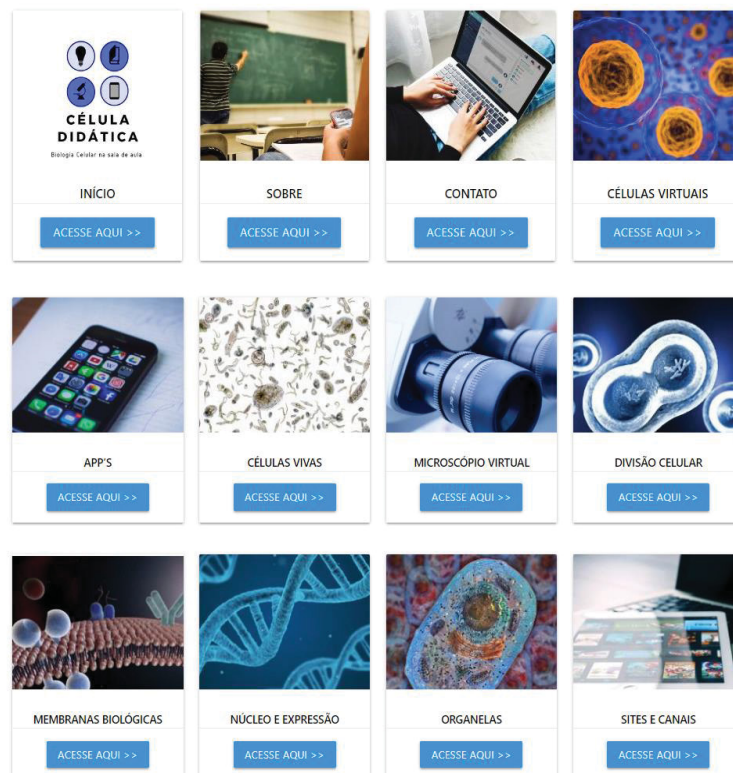 CÉLULA
DIDÁTICA
Biologia Celular na sala de aula
INÍCIO
SOBRE
CONTATO
CÉLULAS VIRTUAIS
ACESSE AQUI >>
ACESSE AQUI >>
ACESSE AQUI >>
ACESSE AQUI >>
APP'S
CÉLULAS VIVAS
MICROSCÓPIO VIRTUAL
DIVISÃO CELULAR
ACESSE AQUI >>
ACESSE AQUI >>
ACESSE AQUI >>
ACESSE AQUI >>
MEMBRANAS BIOLÓGICAS
NÚCLEO E EXPRESSÃO
ORGANELAS
SITES E CANAIS
ACESSE AQUI >>
ACESSE AQUI >>
ACESSE AQUI >>
ACESSE AQUI >>